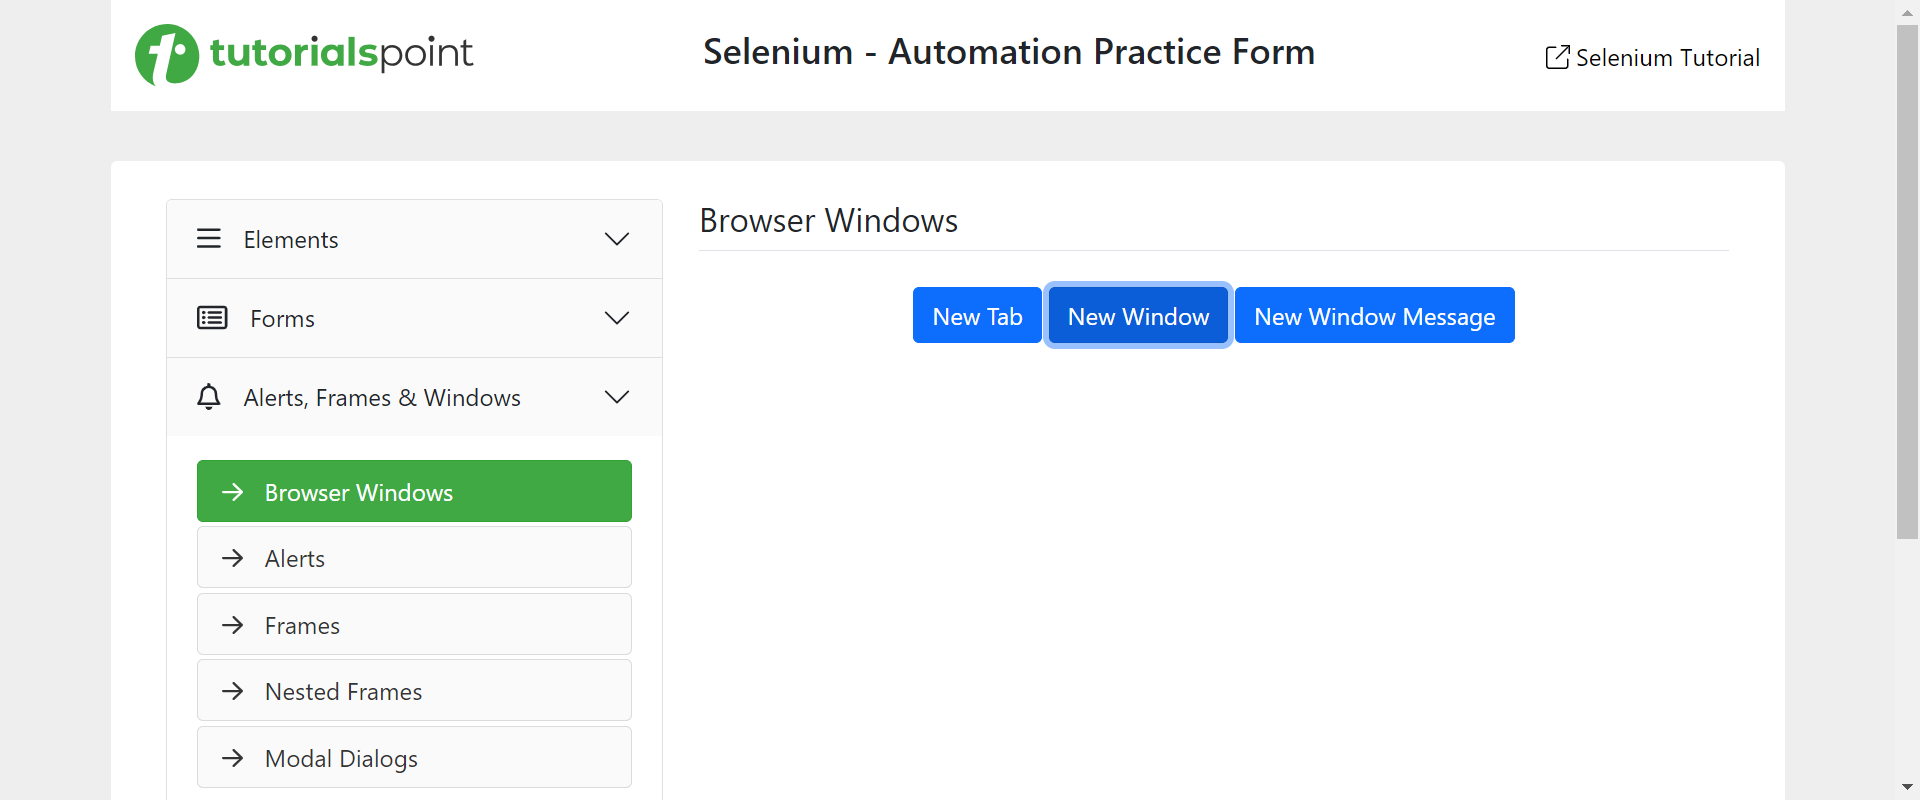 tutorialspoint
Selenium - Automation Practice Form
Selenium Tutorial
Elements
Forms
Alerts, Frames & Windows
Browser Windows
Alerts
Frames
Nested Frames
Modal Dialogs
Browser Windows
New Tab
New Window
New Window Message